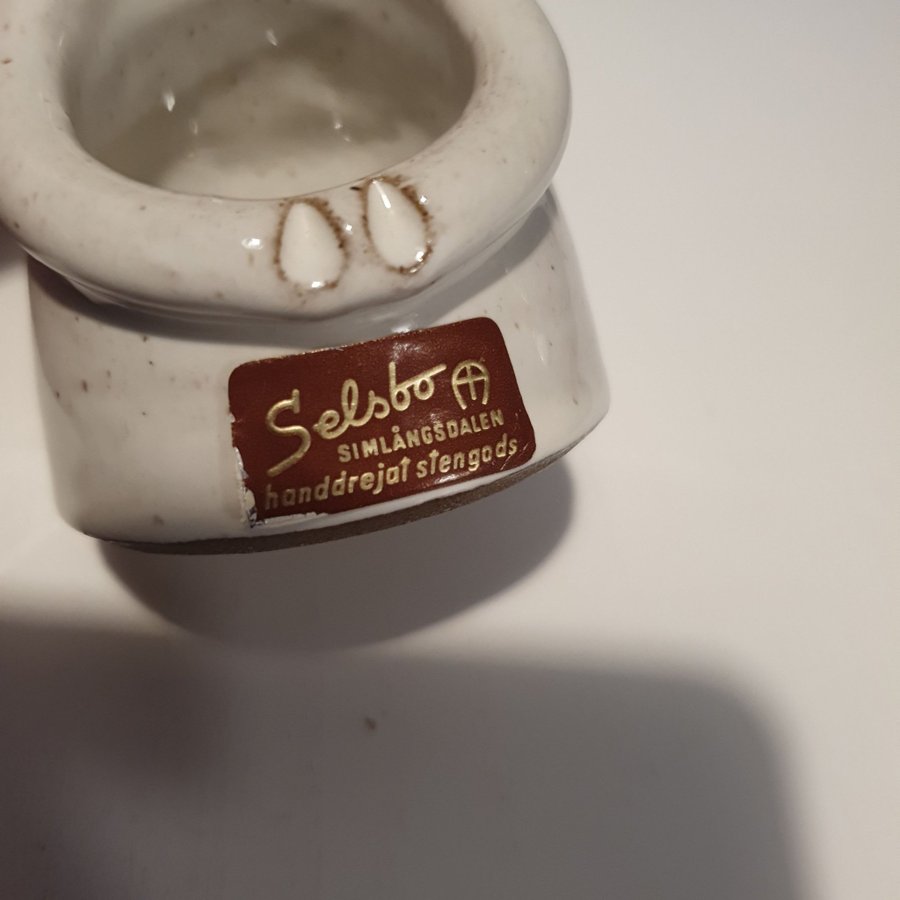 Selsbo
SIMLÅNGSDALEN
handdrejat stengods